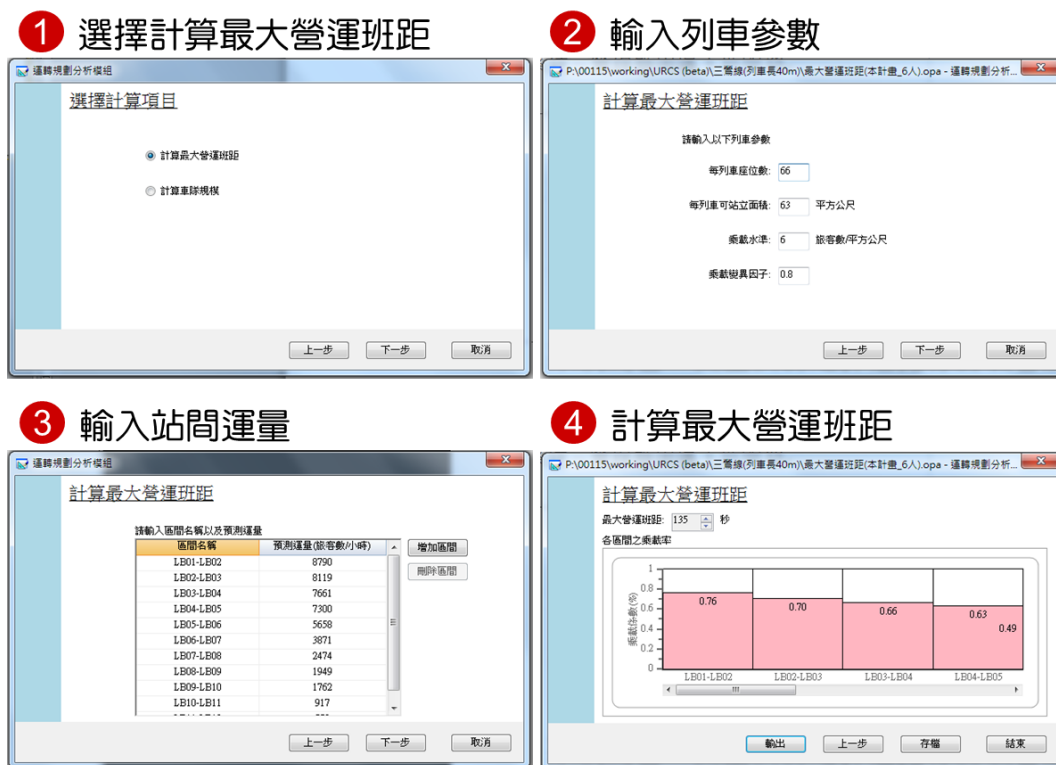 1 選擇計算最大營運班距
運轉規劃分析模組
選擇計算項目
計算最大營運班距
計算車隊規模
上一步 下一步 取消
2 輸入列車參數
P:\00115\working\URCS (beta)\三鶯線(列車長40m)\最大營運班距(本計畫_6人).opa - 運轉規劃分析...
計算最大營運班距
請輸入以下列車參數
每列車座位數: 66
每列車可站立面積: 63 平方公尺
乘載水準: 6 旅客數/平方公尺
乘載變異因子: 0.8
上一步 下一步 取消
3 輸入站間運量
運轉規劃分析模組
計算最大營運班距
請輸入區間名稱以及預測運量
區間名稱 預測運量(旅客數/小時) 增加區間
LB01-LB02 8790 刪除區間
LB02-LB03 8119
LB03-LB04 7661
LB04-LB05 7300
LB05-LB06 5658
LB06-LB07 3871
LB07-LB08 2474
LB08-LB09 1949
LB09-LB10 1762
LB10-LB11 917
上一步 下一步 取消
4 計算最大營運班距
P:\00115\working\URCS (beta)\三鶯線(列車長40m)\最大營運班距(本計畫_6人).opa - 運轉規劃分析...
計算最大營運班距
最大營運班距: 135 秒
各區間之乘載率
乘載係數(%)
1
0.8
0.6
0.4
0.2
0
0.76 0.70 0.66 0.63 0.49
LB01-LB02 LB02-LB03 LB03-LB04 LB04-LB05
輸出 上一步 存檔 結束